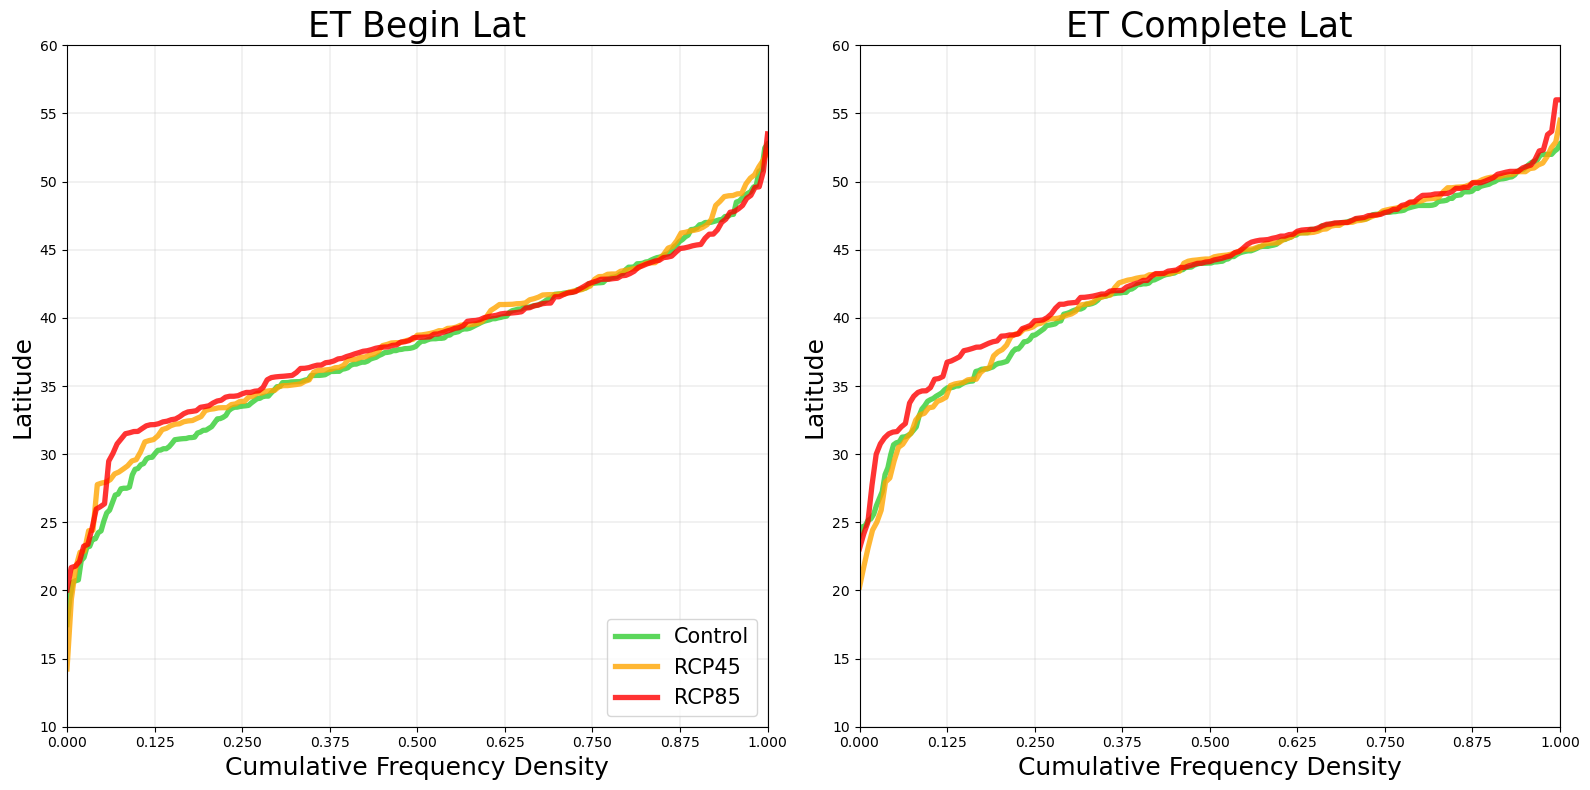 ET Begin Lat
60
55
50
45
40
35
30
25
20
15
10
Latitude
0.000 0.125 0.250 0.375 0.500 0.625 0.750 0.875 1.000
Cumulative Frequency Density
Control
RCP45
RCP85
ET Complete Lat
60
55
50
45
40
35
30
25
20
15
10
Latitude
0.000 0.125 0.250 0.375 0.500 0.625 0.750 0.875 1.000
Cumulative Frequency Density